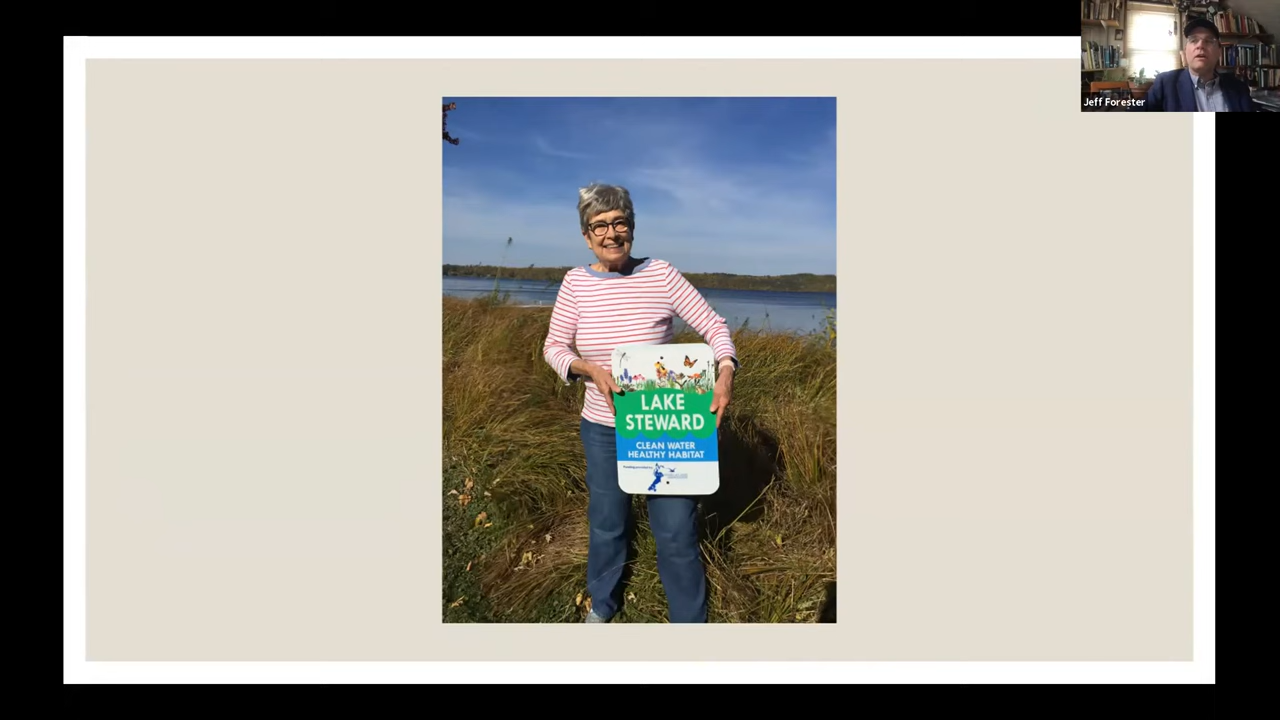 Jeff Forester
LAKE
STEWARD
CLEAN WATER
HEALTHY HABITAT